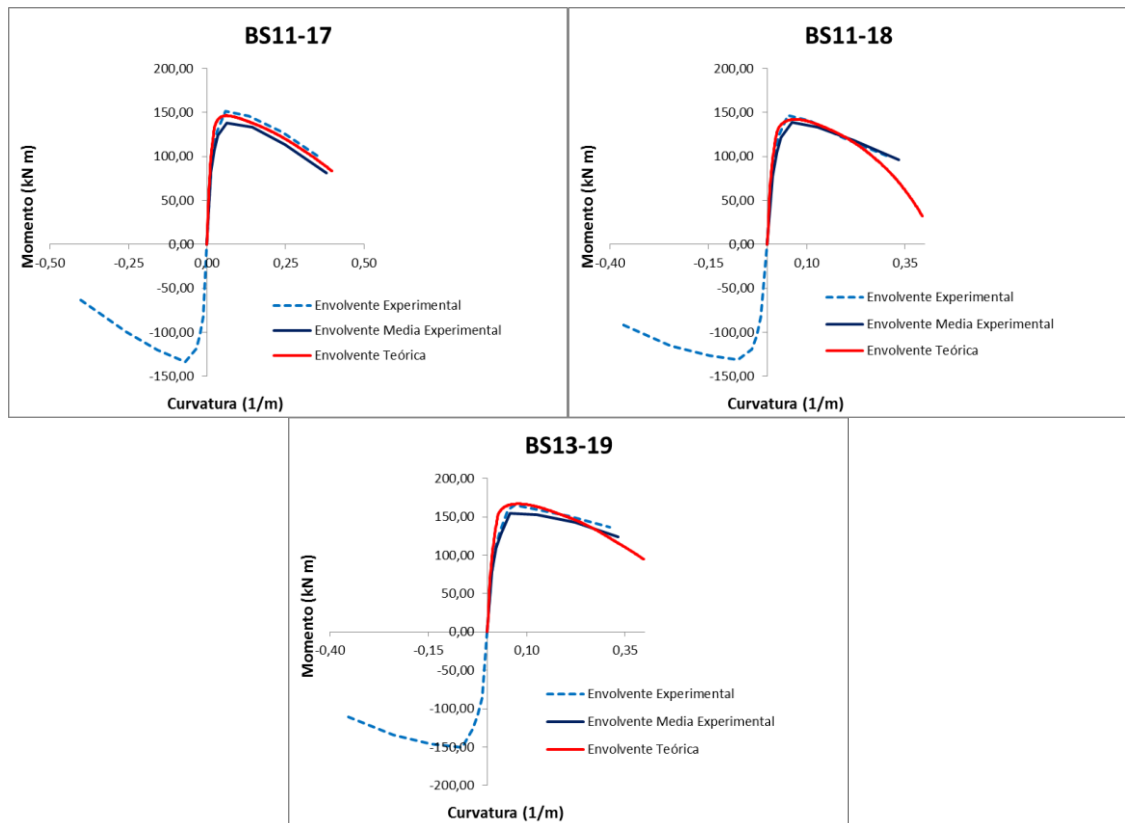 BS11-17
200,00
150,00
100,00
50,00
0,00
-50,00
-100,00
-150,00
-0,50 -0,25 0,00 0,25 0,50
Momento (kN m)
Curvatura (1/m)
Envolvente Experimental
Envolvente Media Experimental
Envolvente Teórica
BS11-18
200,00
150,00
100,00
50,00
0,00
-50,00
-100,00
-150,00
-0,40 -0,15 0,10 0,35
Momento (kN m)
Curvatura (1/m)
Envolvente Experimental
Envolvente Media Experimental
Envolvente Teórica
BS13-19
200,00
150,00
100,00
50,00
0,00
-50,00
-100,00
-150,00
-200,00
-0,40 -0,15 0,10 0,35
Momento (kN m)
Curvatura (1/m)
Envolvente Experimental
Envolvente Media Experimental
Envolvente Teórica